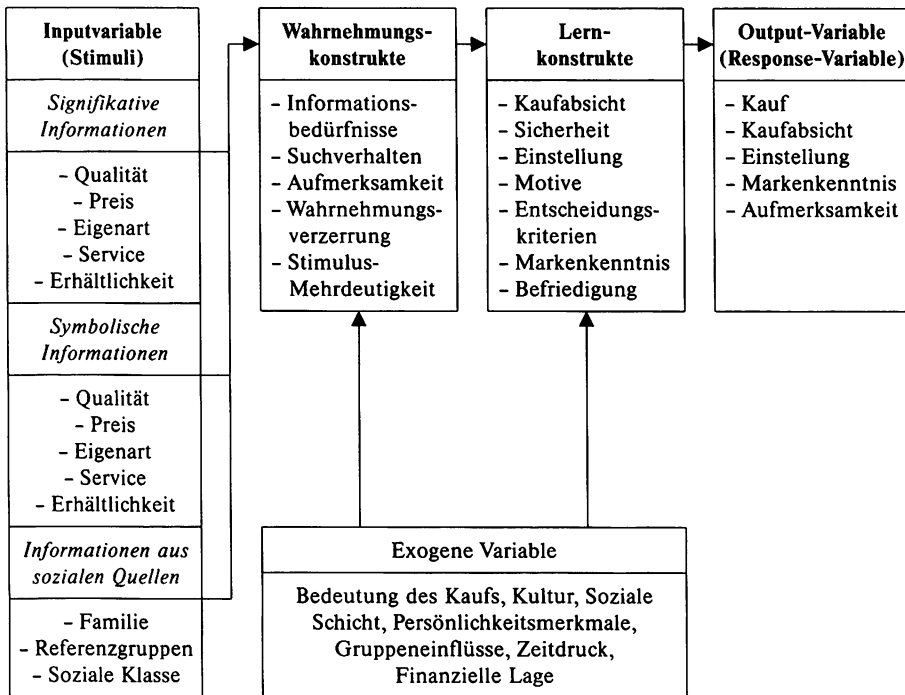 Inputvariable
(Stimuli)
Signifikative
Informationen
– Qualität
– Preis
– Eigenart
– Service
– Erhältlichkeit
Symbolische
Informationen
– Qualität
– Preis
– Eigenart
– Service
– Erhältlichkeit
Informationen aus
sozialen Quellen
– Familie
– Referenzgruppen
– Soziale Klasse
Wahrnehmungs-
konstrukte
– Informations-
bedürfnisse
– Suchverhalten
– Aufmerksamkeit
– Wahrnehmungs-
verzerrung
– Stimulus-
Mehrdeutigkeit
Lern-
konstrukte
– Kaufabsicht
– Sicherheit
– Einstellung
– Motive
– Entscheidungs-
kriterien
– Markenkenntnis
– Befriedigung
Output-Variable
(Response-Variable)
– Kauf
– Kaufabsicht
– Einstellung
– Markenkenntnis
– Aufmerksamkeit
Exogene Variable
Bedeutung des Kaufs, Kultur, Soziale
Schicht, Persönlichkeitsmerkmale,
Gruppeneinflüsse, Zeitdruck,
Finanzielle Lage